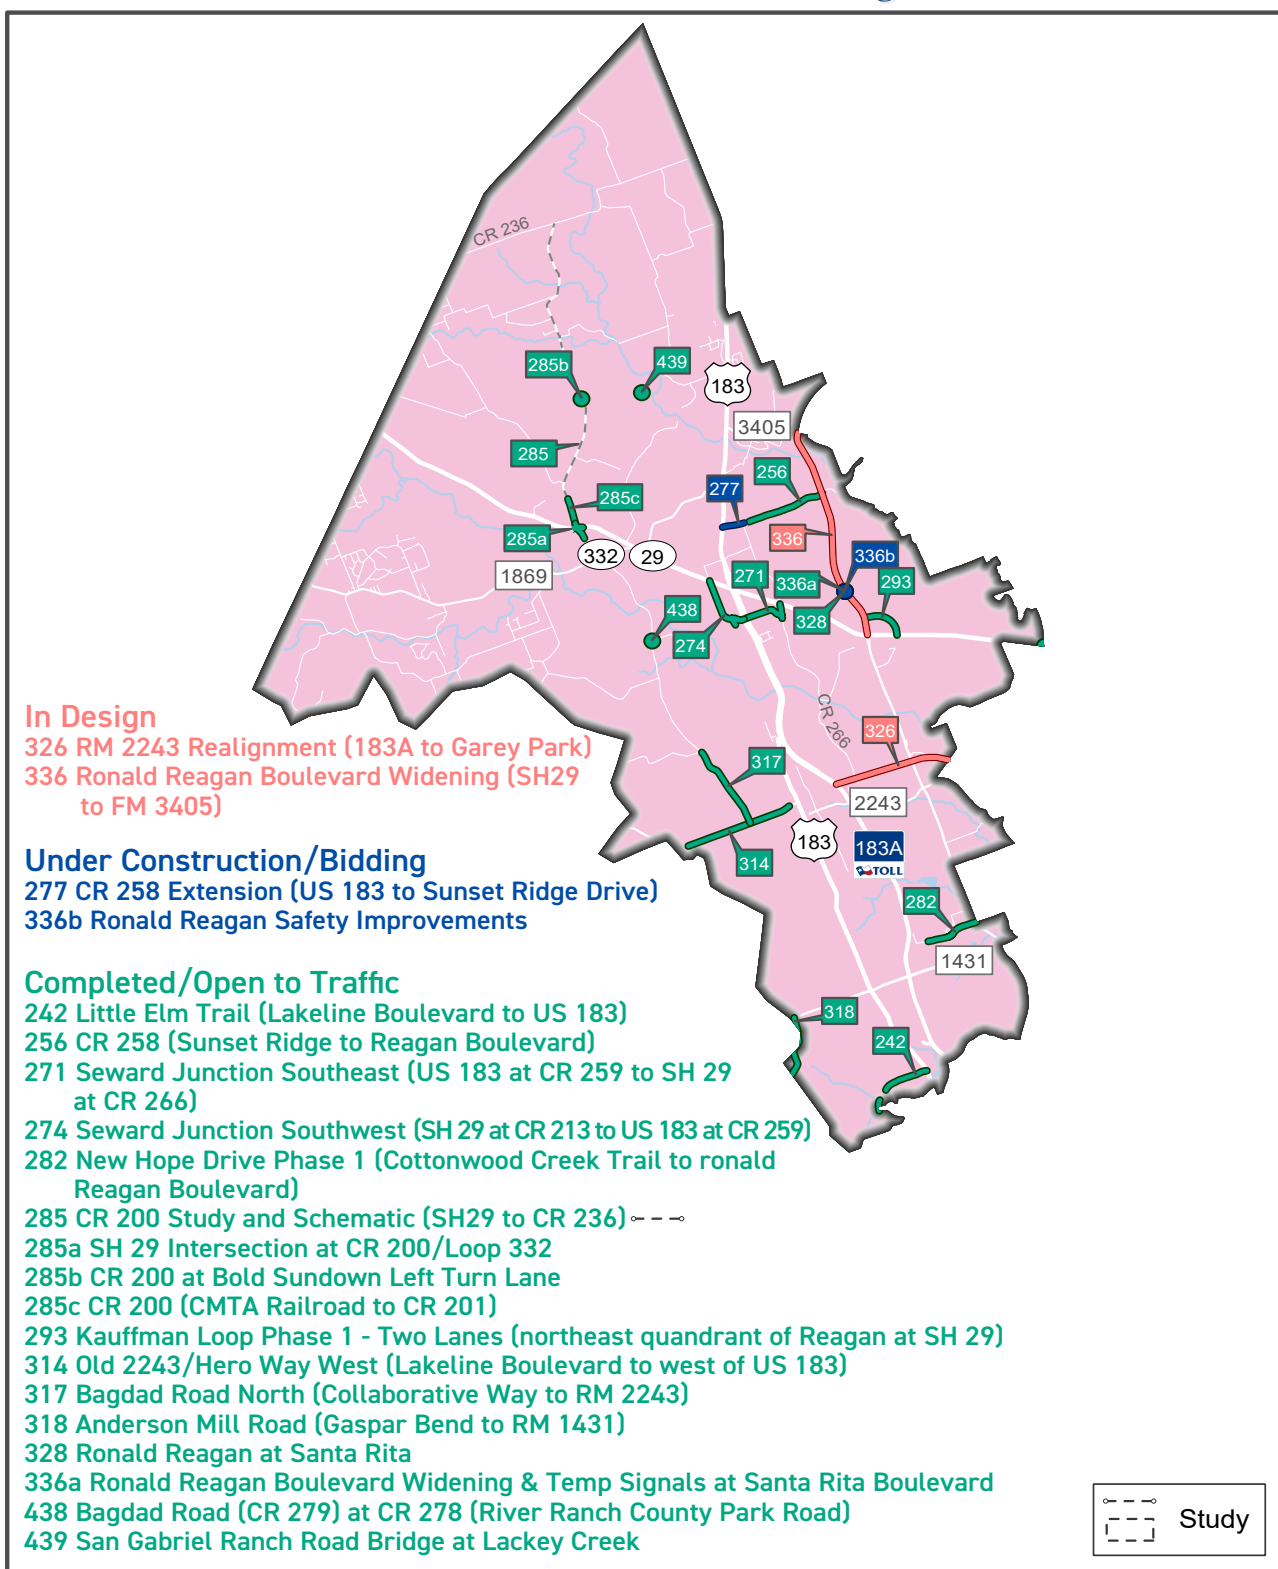 CR 236
285b
439
183
3405
285
256
277
285c
336
285a
332
29
336b
1869
271
336a
293
438
328
274
CR 266
326
317
2243
183
183A
TOLL
314
282
1431
318
242
In Design
326 RM 2243 Realignment (183A to Garey Park)
336 Ronald Reagan Boulevard Widening (SH29
to FM 3405)
Under Construction/Bidding
277 CR 258 Extension (US 183 to Sunset Ridge Drive)
336b Ronald Reagan Safety Improvements
Completed/Open to Traffic
242 Little Elm Trail (Lakeline Boulevard to US 183)
256 CR 258 (Sunset Ridge to Reagan Boulevard)
271 Seward Junction Southeast (US 183 at CR 259 to SH 29
at CR 266)
274 Seward Junction Southwest (SH 29 at CR 213 to US 183 at CR 259)
282 New Hope Drive Phase 1 (Cottonwood Creek Trail to ronald
Reagan Boulevard)
285 CR 200 Study and Schematic (SH29 to CR 236)
285a SH 29 Intersection at CR 200/Loop 332
285b CR 200 at Bold Sundown Left Turn Lane
285c CR 200 (CMTA Railroad to CR 201)
293 Kauffman Loop Phase 1 - Two Lanes (northeast quandrant of Reagan at SH 29)
314 Old 2243/Hero Way West (Lakeline Boulevard to west of US 183)
317 Bagdad Road North (Collaborative Way to RM 2243)
318 Anderson Mill Road (Gaspar Bend to RM 1431)
328 Ronald Reagan at Santa Rita
336a Ronald Reagan Boulevard Widening & Temp Signals at Santa Rita Boulevard
438 Bagdad Road (CR 279) at CR 278 (River Ranch County Park Road)
439 San Gabriel Ranch Road Bridge at Lackey Creek
Study